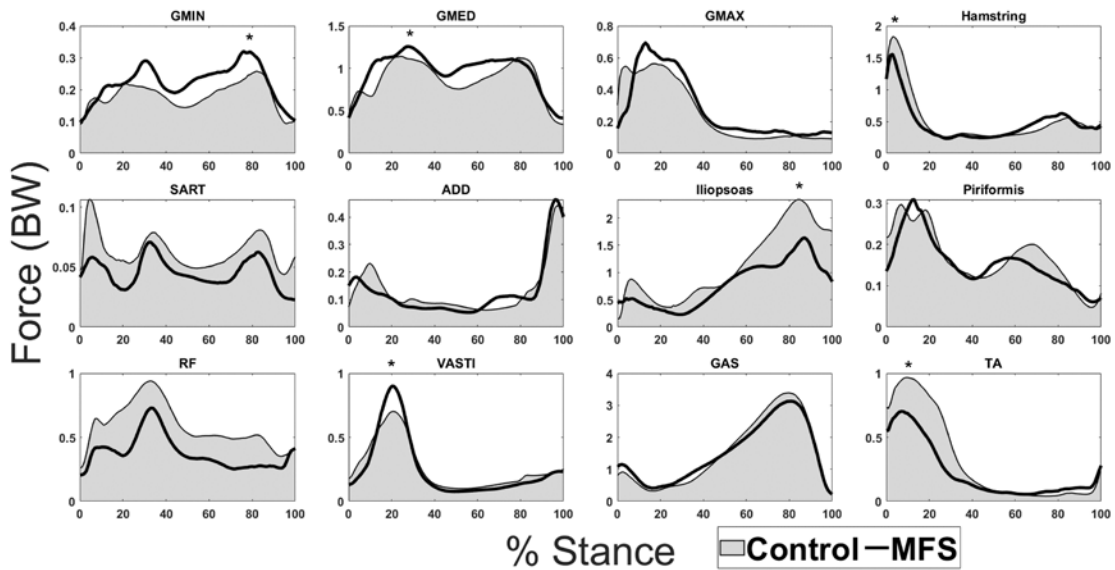 GMIN GMED GMAX Hamstring
0.4 0.3 0.2 0.1 0
* 
0 20 40 60 80 100
1.5 1 0.5 0
*
0 20 40 60 80 100
0.8 0.6 0.4 0.2 0
0 20 40 60 80 100
2 1.5 1 0.5 0
*
0 20 40 60 80 100
Force (BW)
SART ADD Iliopsoas Piriformis
0.1 0.05 0
0 20 40 60 80 100
0.4 0.3 0.2 0.1 0
0 20 40 60 80 100
2 1.5 1 0.5 0
*
0 20 40 60 80 100
0.3 0.2 0.1 0
0 20 40 60 80 100
RF VASTI GAS TA
1 0.5 0
0 20 40 60 80 100
1 0.5 0
*
0 20 40 60 80 100
4 3 2 1 0
0 20 40 60 80 100
1 0.5 0
*
0 20 40 60 80 100
% Stance
Control MFS